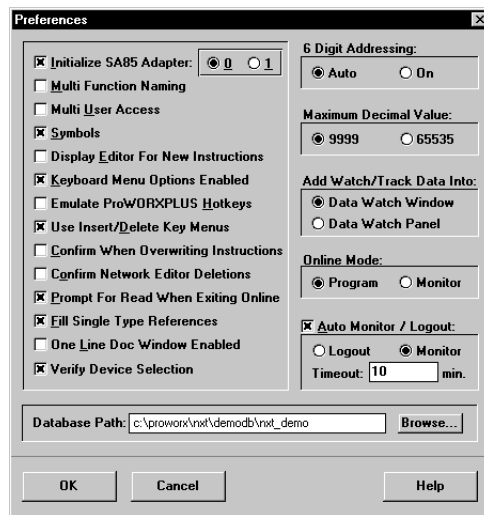 Preferences
Initialize SA85 Adapter: 0 1
Multi Function Naming
Multi User Access
Symbols
Display Editor For New Instructions
Keyboard Menu Options Enabled
Emulate ProWORXPLUS Hotkeys
Use Insert/Delete Key Menus
Confirm When Overwriting Instructions
Confirm Network Editor Deletions
Prompt For Read When Exiting Online
Fill Single Type References
One Line Doc Window Enabled
Verify Device Selection
6 Digit Addressing:
Auto On
Maximum Decimal Value:
9999 65535
Add Watch/Track Data Into:
Data Watch Window
Data Watch Panel
Online Mode:
Program Monitor
Auto Monitor / Logout:
Logout Monitor
Timeout: 10 min.
Database Path: c:\proworx\nxt\demodb\nxt_demo Browse...
OK Cancel Help